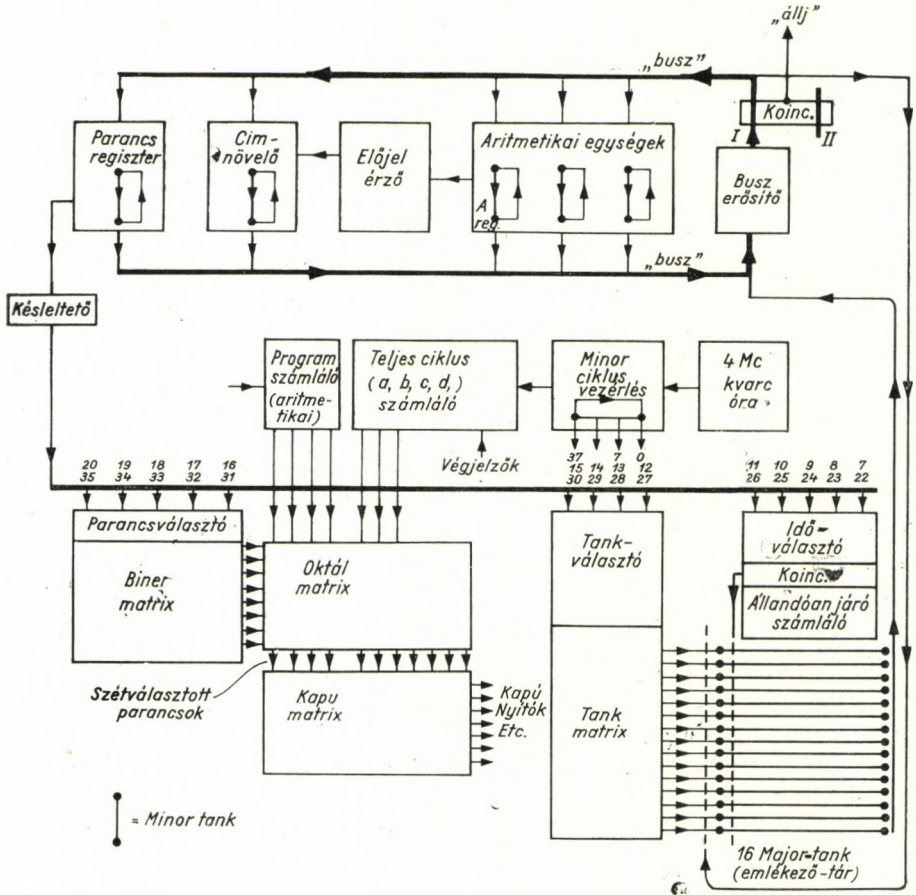 „állj”
„busz”
Koinc.
I
II
Parancs
regiszter
Cím-
növelő
Előjel
érző
Aritmetikai egységek
A
reg.
Busz
erősítő
„busz”
Késleltető
Program
számláló
(aritme-
tikai)
Teljes ciklus
(a, b, c, d,)
számláló
Minor
ciklus
vezérlés
4 Mc
kvarc
óra
Végjelzők
37 7 0
15 14 13 12
30 29 28 27
20 19 18 17 16
35 34 33 32 31
11 10 9 8 7
26 25 24 23 22
Parancsválasztó
Biner
matrix
Oktál
matrix
Tank-
választó
Idő-
választó
Koinc.
Állandóan járó
számláló
Szétválasztott
parancsok
Kapu
matrix
Kapú
Nyítók
Etc.
Tank
matrix
= Minor tank
16 Major-tank
(emlékező-tár)